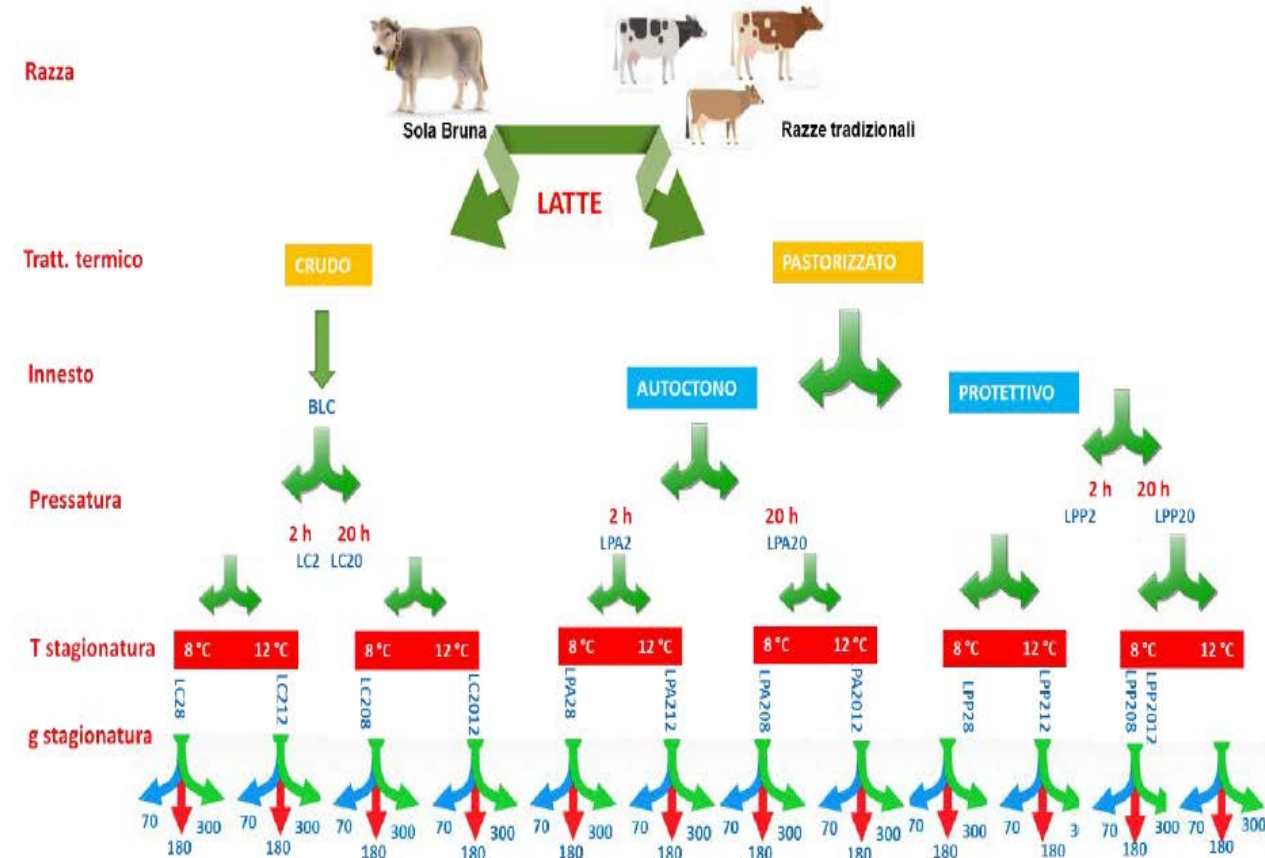 Razza
Sola Bruna
Razze tradizionali
LATTE
Tratt. termico
CRUDO
PASTORIZZATO
Innesto
BLC
AUTOCTONO
PROTETTIVO
Pressatura
2 h 20 h
LC2 LC20
2 h
LPA2
20 h
LPA20
2 h 20 h
LPP2 LPP20
T stagionatura
8 °C 12 °C
8 °C 12 °C
8 °C 12 °C
8 °C 12 °C
8 °C 12 °C
8 °C 12 °C
LC28
LC212
LC208
LC2012
LPA28
LPA212
LPA208
PA2012
LPP28
LPP212
LPP208
LPP2012
g stagionatura
70 180 300
70 180 300
70 180 300
70 180 300
70 180 300
70 180 300
70 180 300
70 180 300
70 180 300
70 180 3
70 180 300
70 180 300